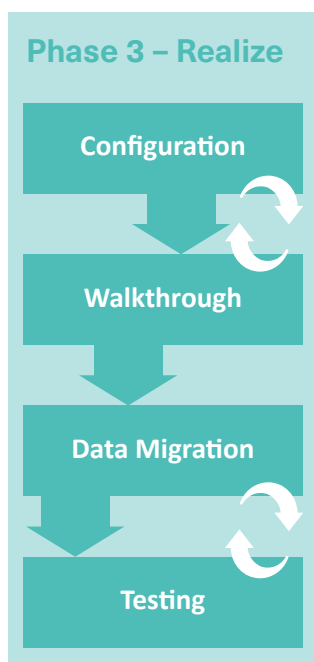 Phase 3 – Realize
Configuration
Walkthrough
Data Migration
Testing